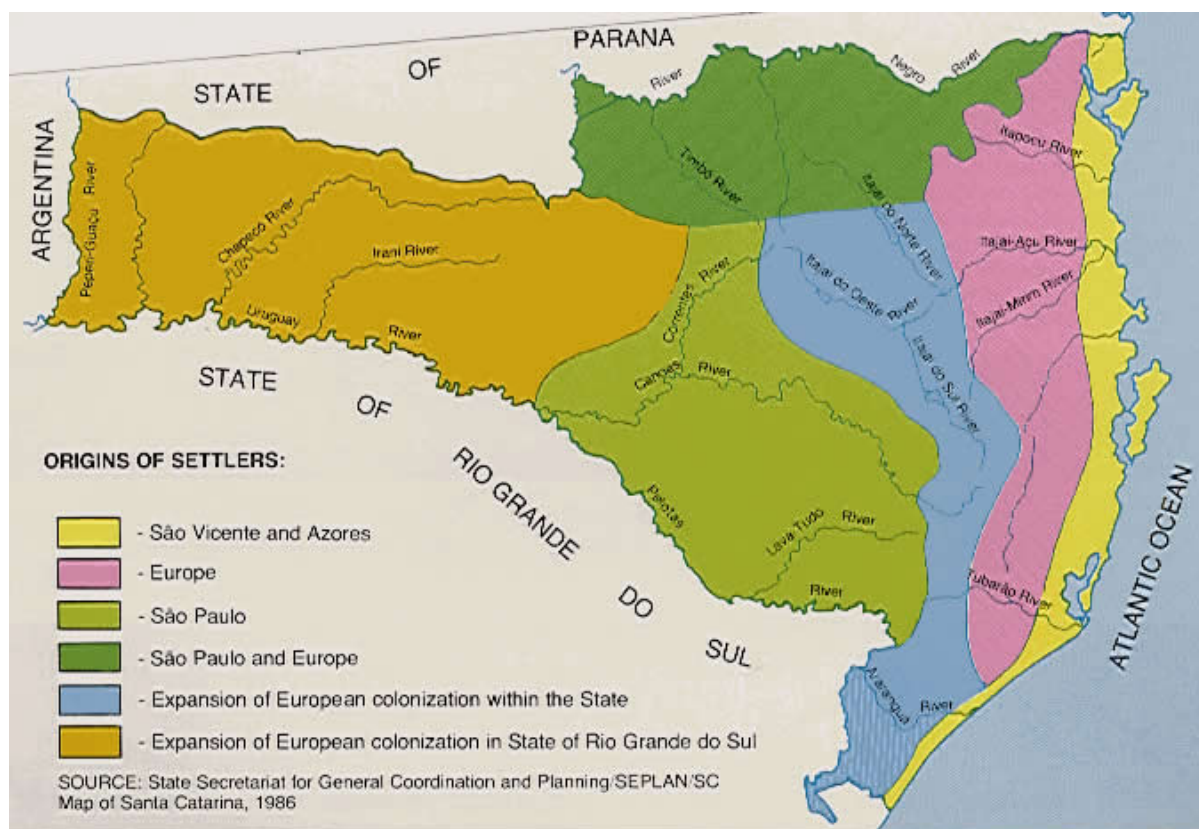 STATE OF PARANA
ARGENTINA
River
Negro River
Timbó River
Itapocu River
Itajaí do Norte River
Itajaí-Açu River
Itajaí-Mirim River
Itajaí do Oeste River
Itajaí do Sul River
Peperi-Guaçu River
Chapecó River
Irani River
Uruguay River
Correntes River
Canoas River
Pelotas River
Lava Tudo River
Tubarão River
Araranguá River
STATE OF RIO GRANDE DO SUL
ATLANTIC OCEAN
ORIGINS OF SETTLERS:
- São Vicente and Azores
- Europe
- São Paulo
- São Paulo and Europe
- Expansion of European colonization within the State
- Expansion of European colonization in State of Rio Grande do Sul
SOURCE: State Secretariat for General Coordination and Planning/SEPLAN/SC
Map of Santa Catarina, 1986